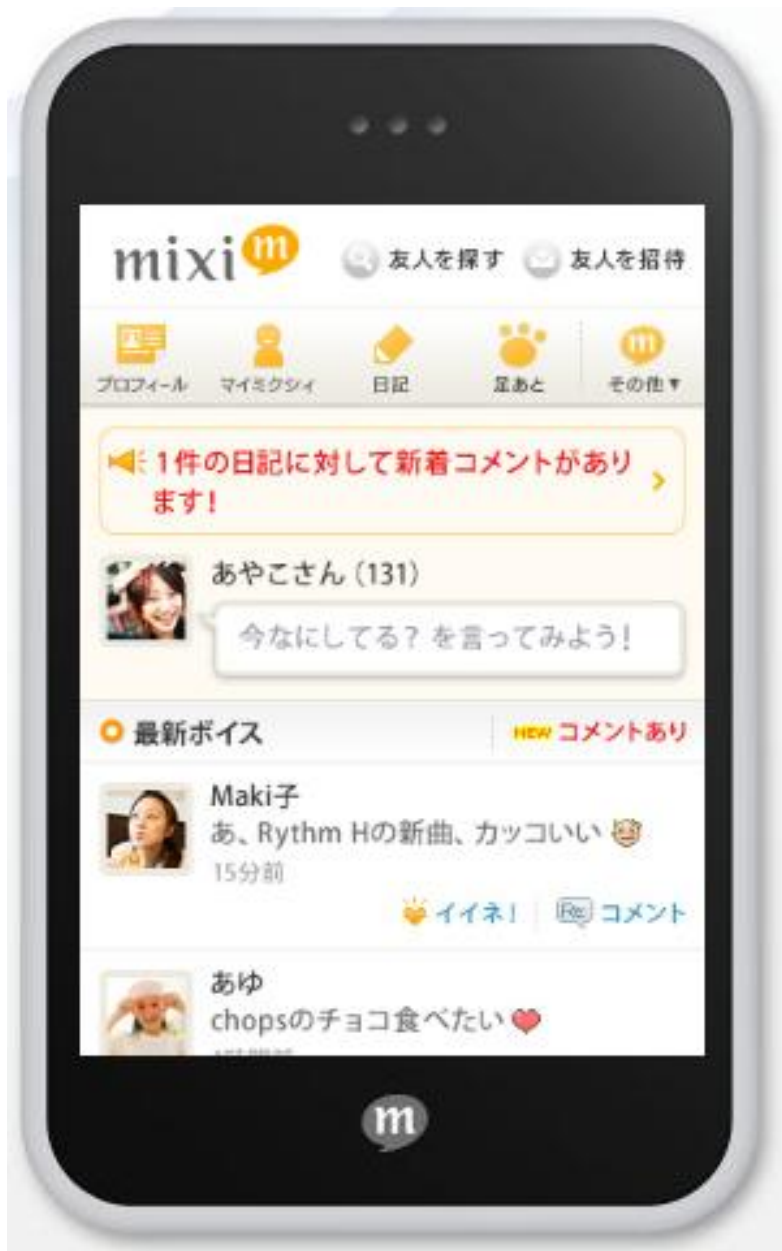 mixi m
友人を探す 友人を招待
プロフィール マイミクシィ 日記 足あと その他▼
1件の日記に対して新着コメントがあり
ます!
あやこさん (131)
今なにしてる? を言ってみよう!
最新ボイス NEW コメントあり
Maki子
あ、Rythm Hの新曲、カッコいい
15分前
イイネ! Re: コメント
あゆ
chopsのチョコ食べたい
m